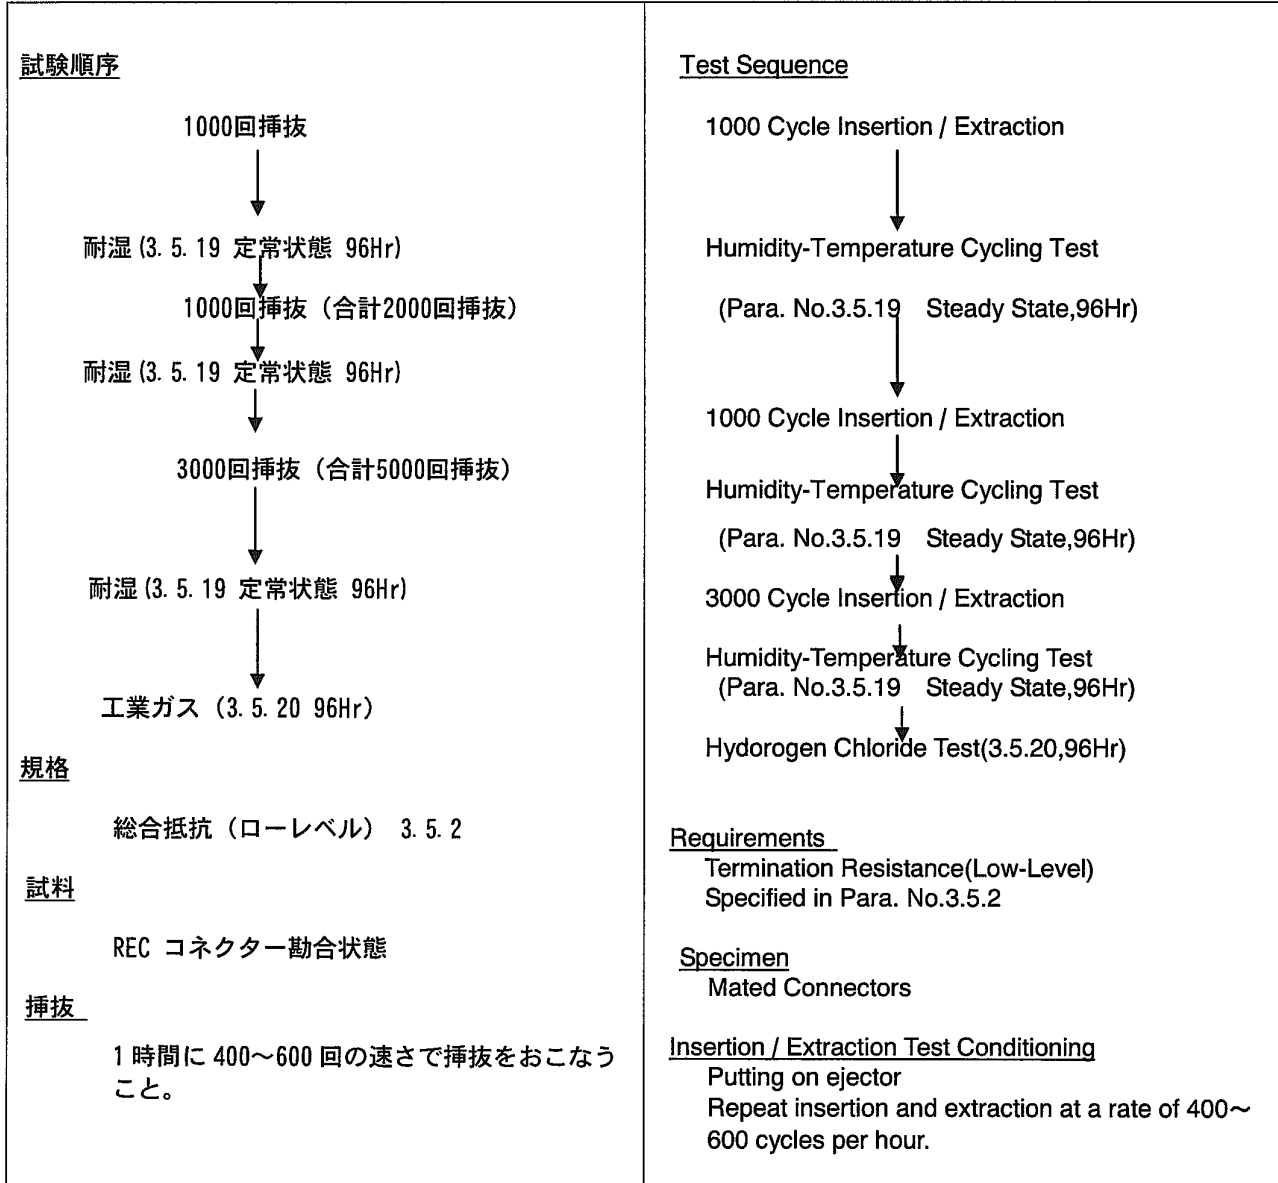 試験順序
1000回挿抜
耐湿(3.5.19 定常状態 96Hr)
1000回挿抜（合計2000回挿抜）
耐湿(3.5.19 定常状態 96Hr)
3000回挿抜（合計5000回挿抜）
耐湿(3.5.19 定常状態 96Hr)
工業ガス（3.5.20 96Hr）
規格
総合抵抗（ローレベル） 3.5.2
試料
REC コネクター勘合状態
挿抜
1時間に400〜600回の速さで挿抜をおこなう
こと。
Test Sequence
1000 Cycle Insertion / Extraction
Humidity-Temperature Cycling Test
(Para. No.3.5.19 Steady State,96Hr)
1000 Cycle Insertion / Extraction
Humidity-Temperature Cycling Test
(Para. No.3.5.19 Steady State,96Hr)
3000 Cycle Insertion / Extraction
Humidity-Temperature Cycling Test
(Para. No.3.5.19 Steady State,96Hr)
Hydorogen Chloride Test(3.5.20,96Hr)
Requirements
Termination Resistance(Low-Level)
Specified in Para. No.3.5.2
Specimen
Mated Connectors
Insertion / Extraction Test Conditioning
Putting on ejector
Repeat insertion and extraction at a rate of 400〜
600 cycles per hour.